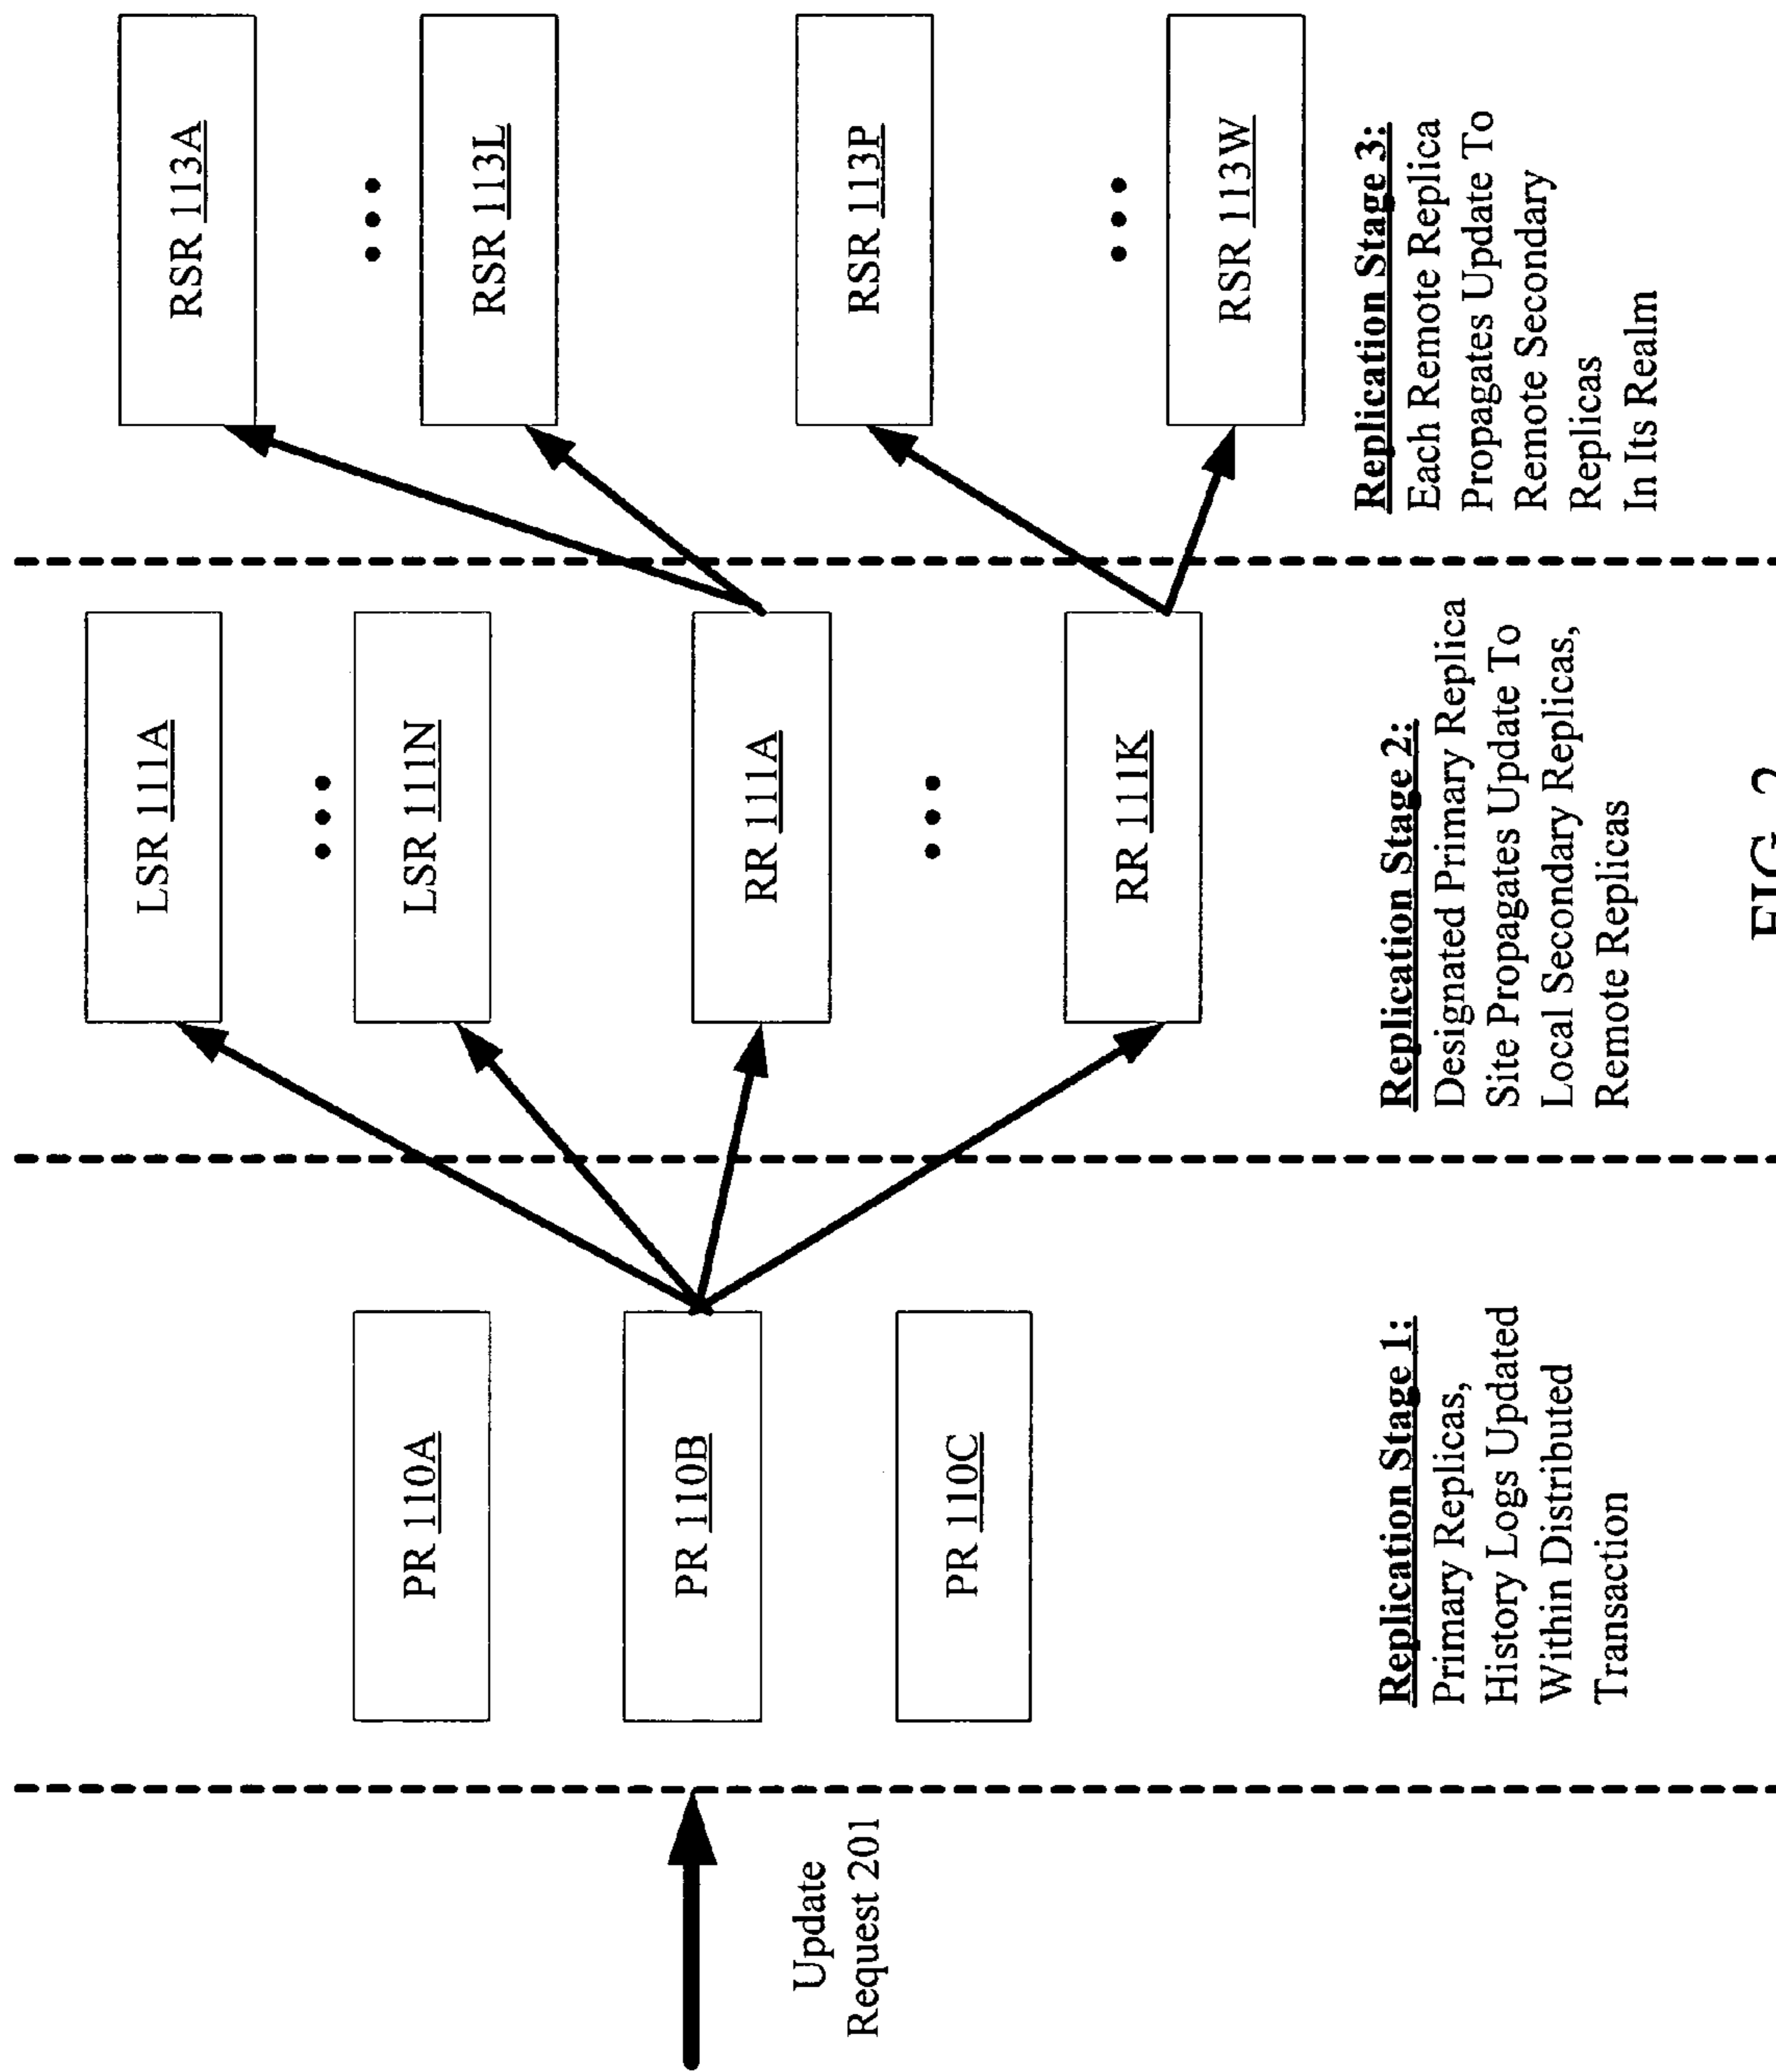 Update
Request 201
PR 110A
PR 110B
PR 110C
Replication Stage 1:
Primary Replicas,
History Logs Updated
Within Distributed
Transaction
LSR 111A
LSR 111N
RR 111A
RR 111K
Replication Stage 2:
Designated Primary Replica
Site Propagates Update To
Local Secondary Replicas,
Remote Replicas
RSR 113A
RSR 113L
RSR 113P
RSR 113W
Replication Stage 3:
Each Remote Replica
Propagates Update To
Remote Secondary
Replicas
In Its Realm
FIG. 2